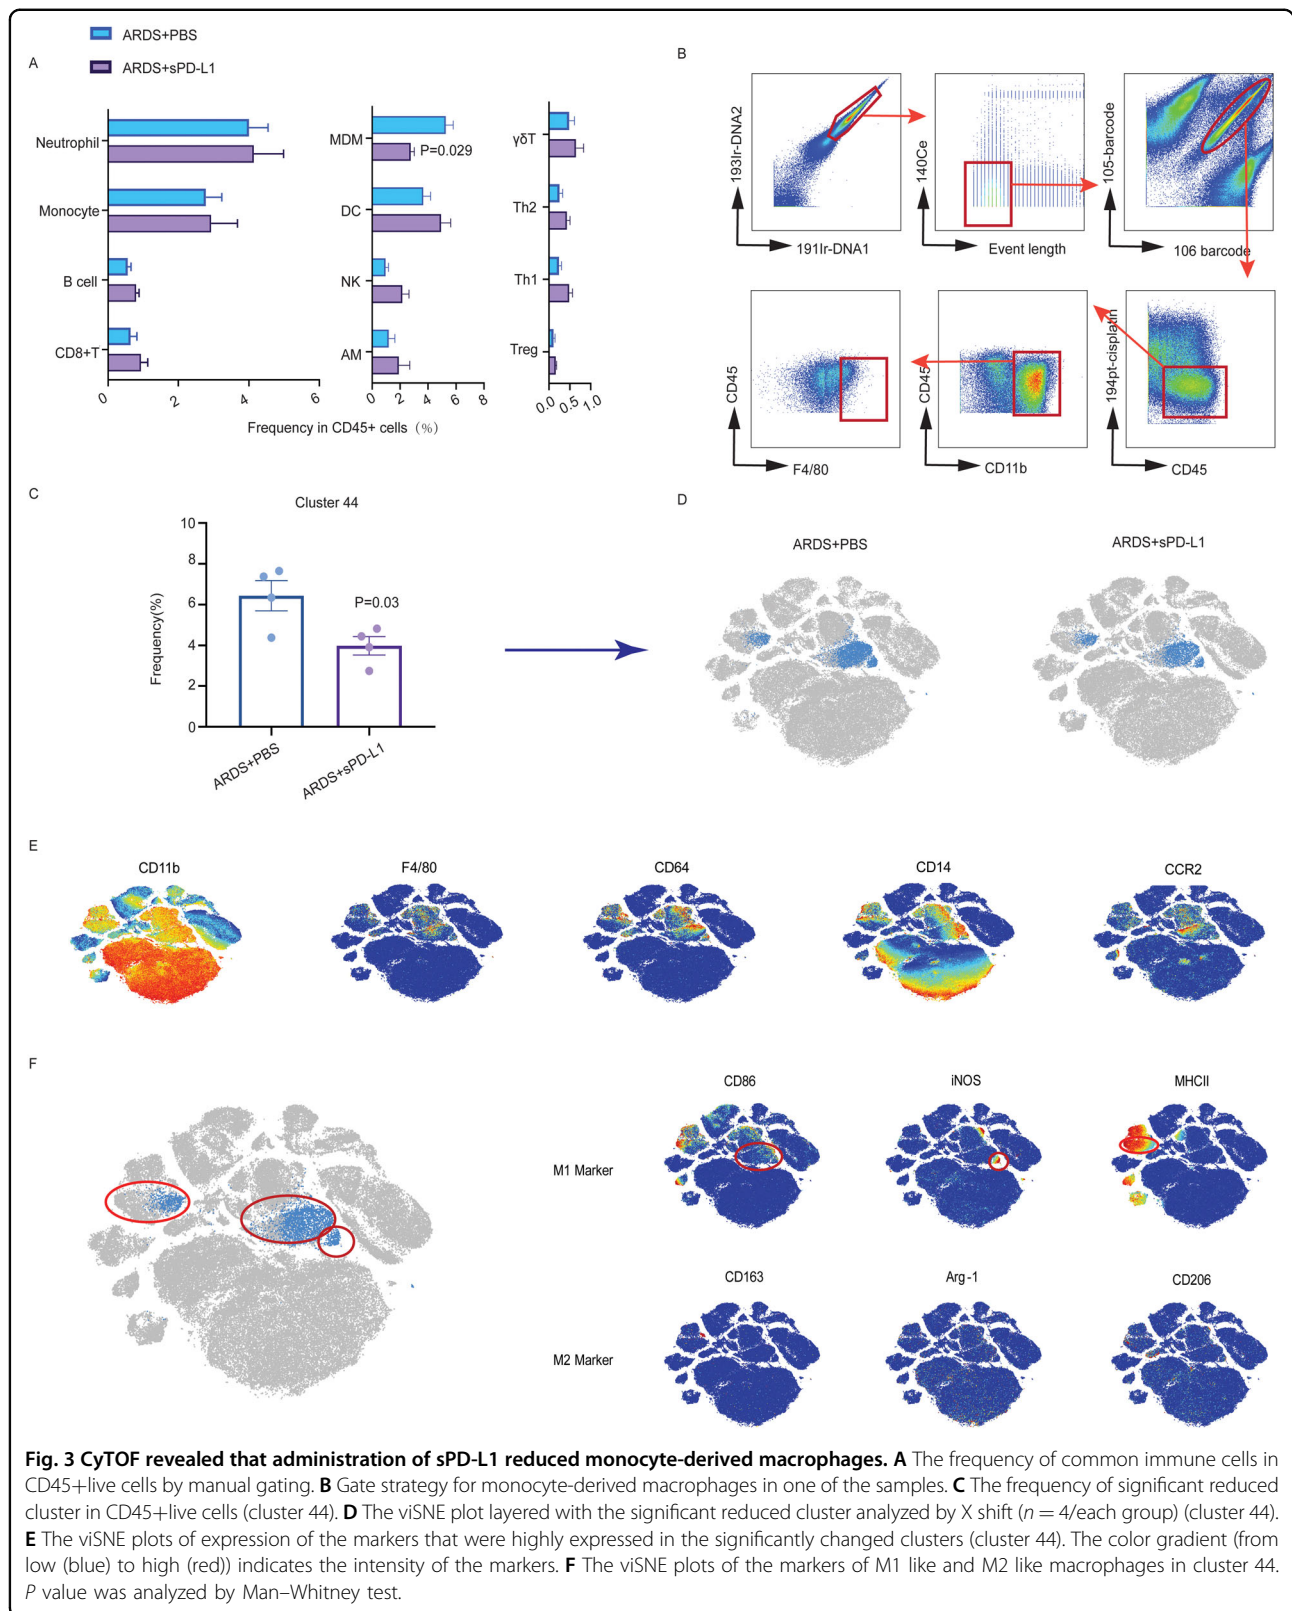 ARDS+PBS
ARDS+sPD-L1
A
Neutrophil
Monocyte
B cell
CD8+T
0
2
4
6
MDM
P=0.029
DC
NK
AM
0
2
4
6
8
γδT
Th2
Th1
Treg
0.0
0.5
1.0
Frequency in CD45+ cells (%)
B
193Ir-DNA2
191Ir-DNA1
140Ce
Event length
105-barcode
106 barcode
CD45
F4/80
CD45
CD11b
194pt-cisplatin
CD45
C
Cluster 44
Frequency(%)
10
8
6
4
2
0
P=0.03
ARDS+PBS
ARDS+sPD-L1
D
ARDS+PBS
ARDS+sPD-L1
E
CD11b
F4/80
CD64
CD14
CCR2
F
CD86
iNOS
MHCII
M1 Marker
CD163
Arg-1
CD206
M2 Marker
Fig. 3 CyTOF revealed that administration of sPD-L1 reduced monocyte-derived macrophages. A The frequency of common immune cells in
CD45+live cells by manual gating. B Gate strategy for monocyte-derived macrophages in one of the samples. C The frequency of significant reduced
cluster in CD45+live cells (cluster 44). D The viSNE plot layered with the significant reduced cluster analyzed by X shift (n = 4/each group) (cluster 44).
E The viSNE plots of expression of the markers that were highly expressed in the sinnificantly changed clusters (cluster 44). The color gradient (from
low (blue) to high (red)) indicates the intensity of the markers. F The viSNE plots of the markers of M1 like and M2 like macrophages in cluster 44.
P value was analyzed by Man–Whitney test.